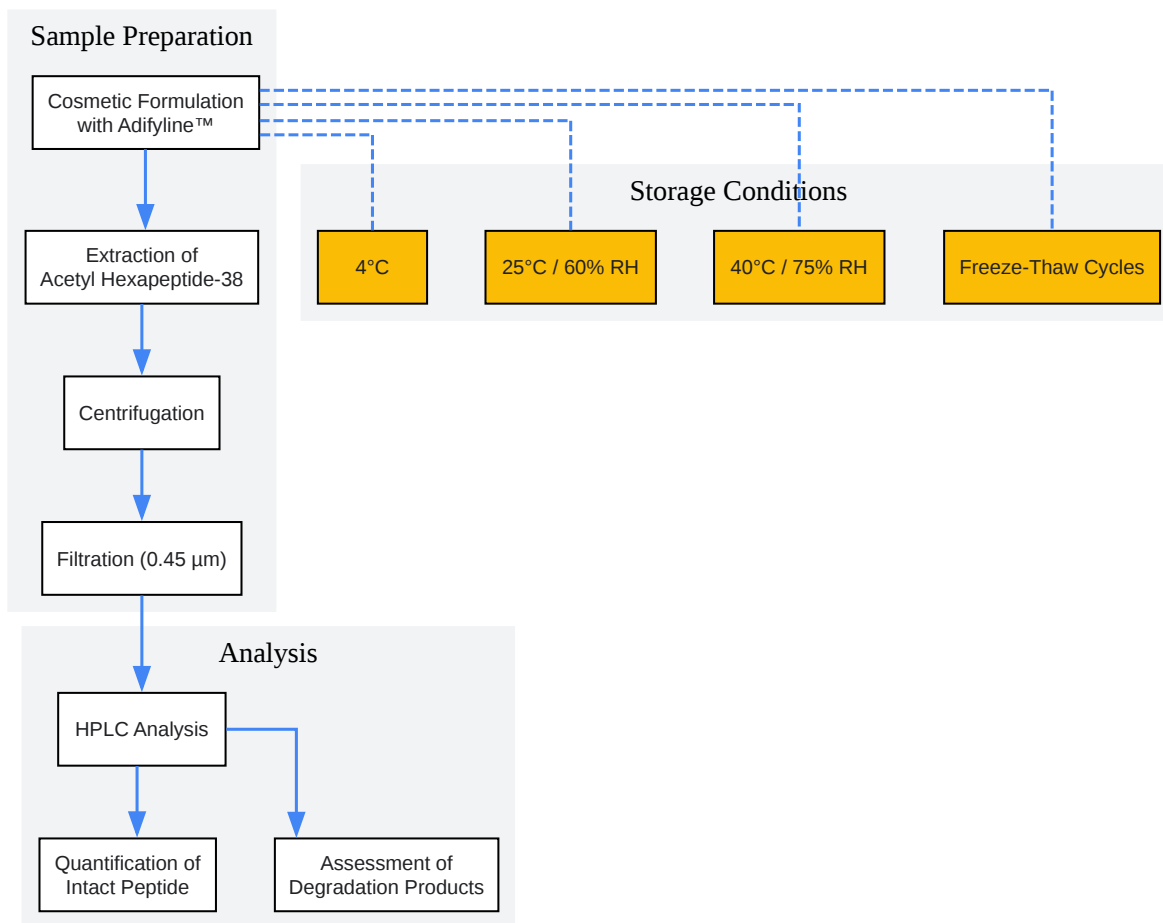 Sample Preparation
Cosmetic Formulation
with Adifyline™
Extraction of
Acetyl Hexapeptide-38
Centrifugation
Filtration (0.45 µm)
Storage Conditions
4°C
25°C / 60% RH
40°C / 75% RH
Freeze-Thaw Cycles
Analysis
HPLC Analysis
Quantification of
Intact Peptide
Assessment of
Degradation Products